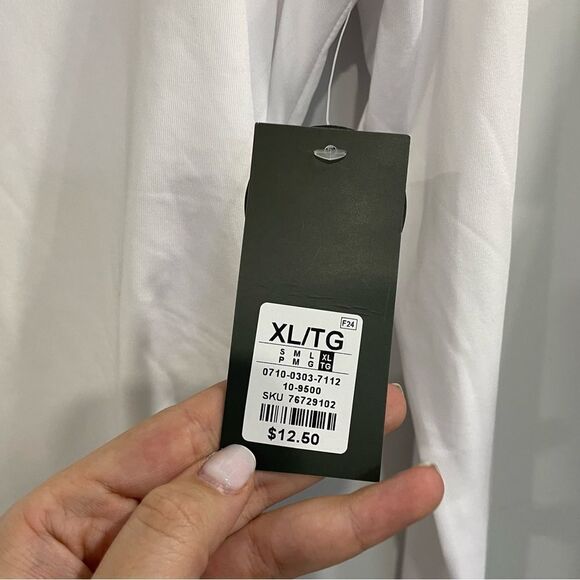 F24
XL/TG
S M L XL
P M G TG
0710-0303-7112
10-9500
SKU 76729102
$12.50